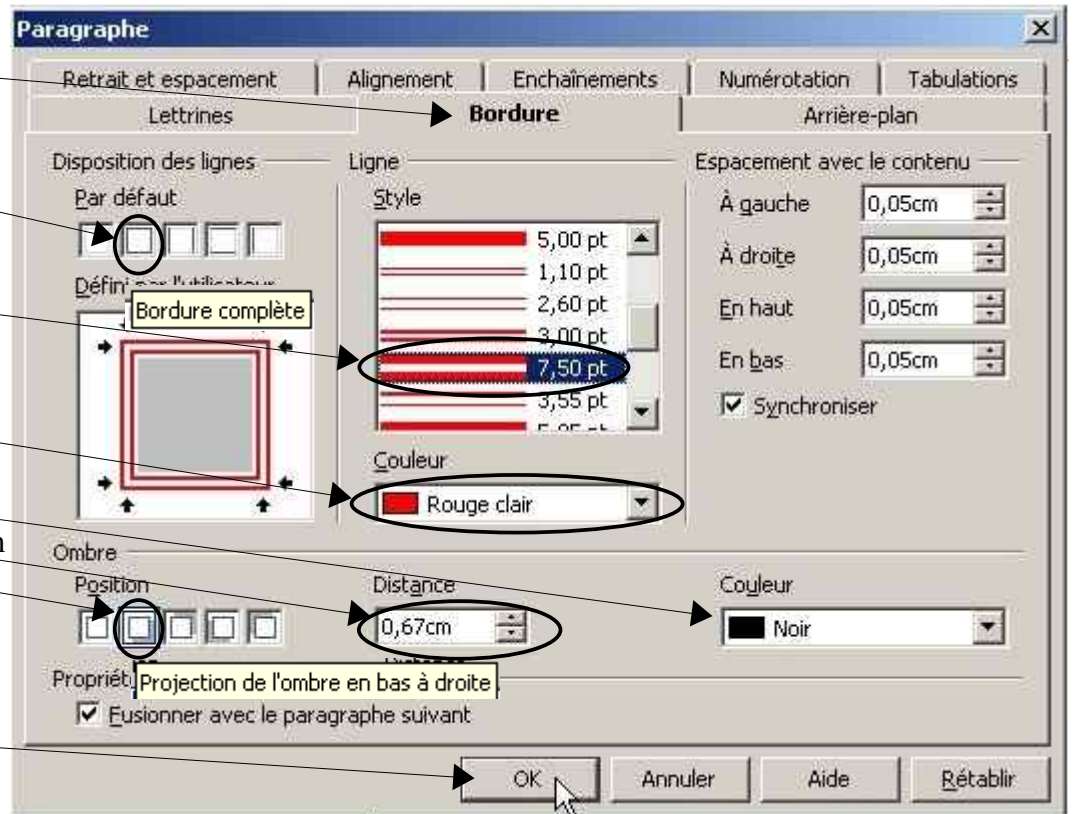 Paragraphe
Retrait et espacement Alignement Enchaînements Numérotation Tabulations
Lettrines Bordure Arrière-plan
Disposition des lignes Ligne Espacement avec le contenu
Par défaut Style À gauche 0,05cm
5,00 pt
1,10 pt À droite 0,05cm
Défini par l'utilisateur
Bordure complète 2,60 pt En haut 0,05cm
3,00 pt
7,50 pt En bas 0,05cm
3,55 pt Synchroniser
Couleur
Rouge clair
Ombre
Position Distance Couleur
0,67cm Noir
Projection de l'ombre en bas à droite
Fusionner avec le paragraphe suivant
OK Annuler Aide Rétablir